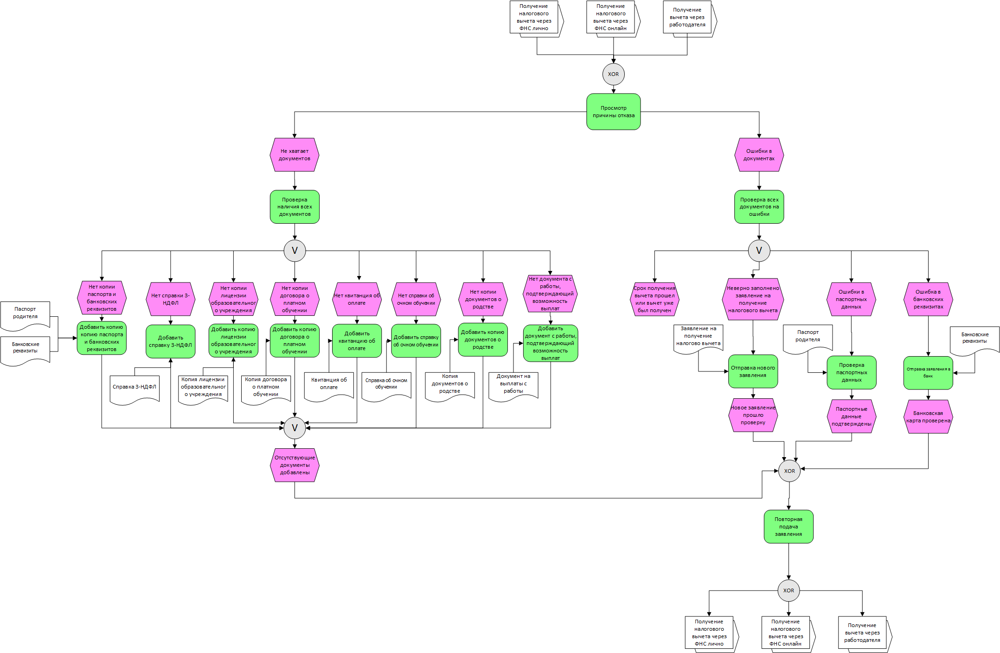 Получение
налогового
вычета через
ФНС лично
Получение
налогового
вычета через
ФНС онлайн
Получение
вычета через
работодателя
XOR
Просмотр
причины отказа
Не хватает
документов
Ошибки в
документах
Проверка
наличия всех
документов
Проверка всех
документов на
ошибки
V
V
Нет копии
паспорта и
банковских
реквизитов
Нет справки 3-
НДФЛ
Нет копии
лицензии
образовательног
о учреждения
Нет копии
договора о
платном
обучении
Нет квитанция об
оплате
Нет справки об
очном обучении
Нет копии
документов о
родстве
Нет документа с
работы,
подтверждающий
возможность
выплат
Срок получения
вычета прошел
или вычет уже
был получен
Неверно заполнено
заявление на
получение
налогового вычета
Ошибки в
паспортных
данных
Ошибка в
банковских
реквизитах
Паспорт
родителя
Банковские
реквизиты
Добавить копию
копию паспорта
и банковских
реквизитов
Добавить
справку 3-НДФЛ
Добавить копию
лицензии
образовательног
о учреждения
Добавить копию
договора о
платном
обучении
Добавить
квитанцию об
оплате
Добавить справку
об очном обучении
Добавить копию
документов о
родстве
Добавить
документ с работы,
подтверждающий
возможность
выплат
Заявление на
получение
налогово вычета
Паспорт
родителя
Банковские
реквизиты
Отправка нового
заявления
Проверка
паспортных
данных
Отправка заявления в
банк
Справка 3-НДФЛ
Копия лицензии
образовательног
о учреждения
Копия договора
о платном
обучении
Квитанция об
оплате
Справка об очном
обучении
Копия
документов о
родстве
Документ на
выплаты с
работы
Новое заявление
прошло
проверку
Паспортные
данные
подтверждены
Банковская
карта проверена
V
Отсутствующие
документы
добавлены
XOR
Повторная
подача
заявления
XOR
Получение
налогового
вычета через
ФНС лично
Получение
налогового
вычета через
ФНС онлайн
Получение
вычета через
работодателя